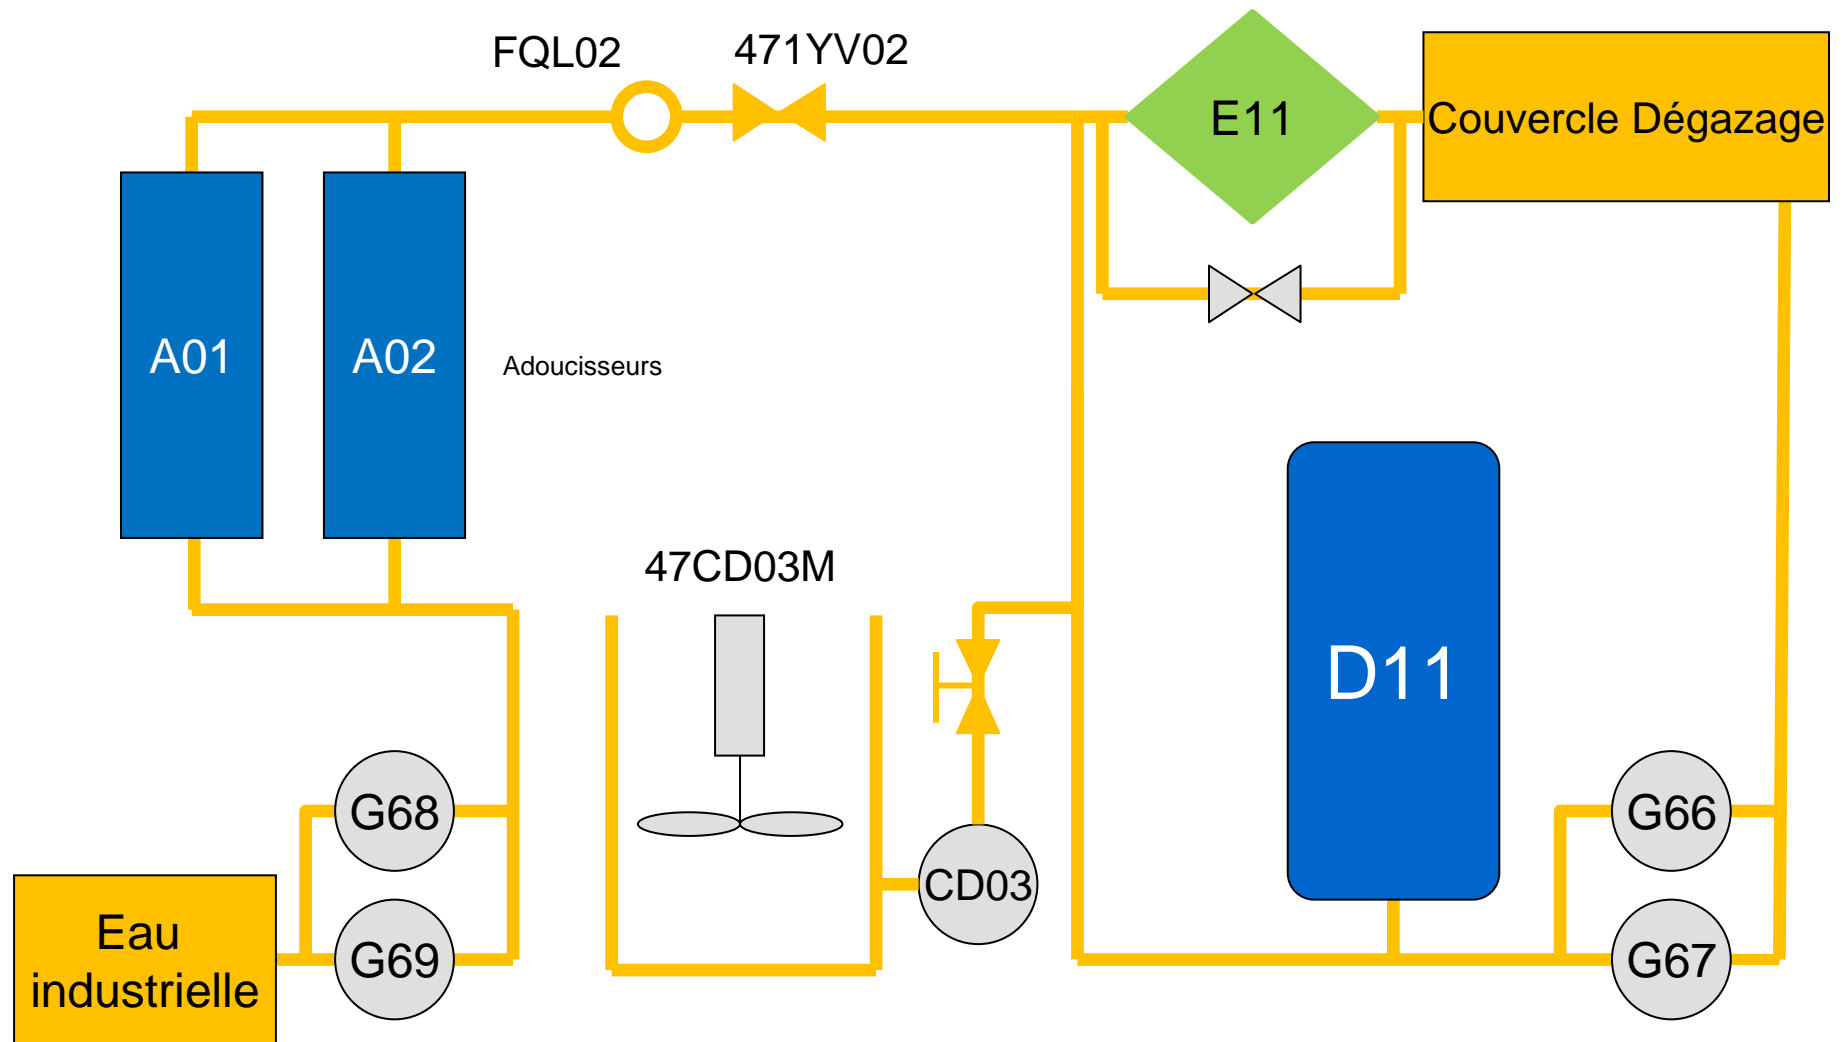 FQL02
471YV02
E11
Couvercle Dégazage
A01
A02
Adoucisseurs
47CD03M
D11
G68
G66
CD03
Eau
industrielle
G69
G67